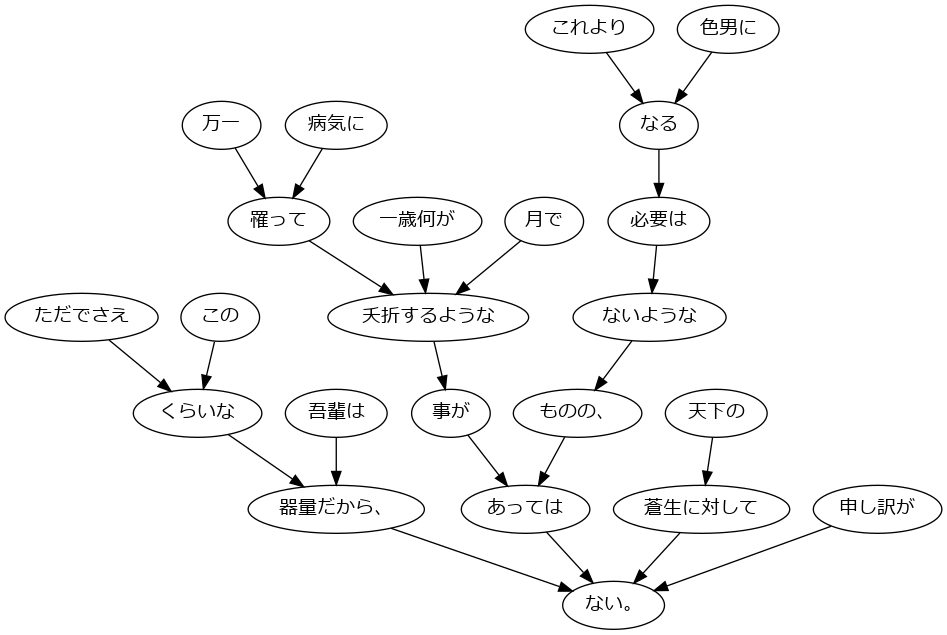 これより 色男に
万一 病気に なる
罹って 一歳何が 月で 必要は
ただでさえ この 夭折するような ないような
くらいな 吾輩は 事が ものの、 天下の
器量だから、 あっては 蒼生に対して 申し訳が
ない。